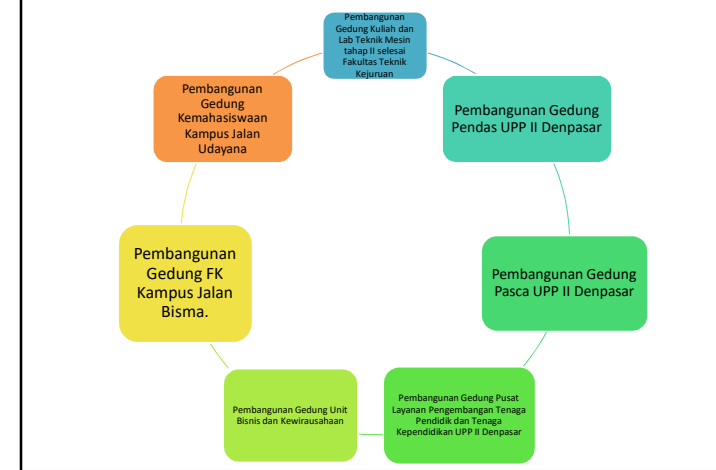 Pembangunan
Gedung Kuliah dan
Lab Teknik Mesin
tahap II selesai
Fakultas Teknik
Kejuruan
Pembangunan Gedung
Pendas UPP II Denpasar
Pembangunan Gedung
Pasca UPP II Denpasar
Pembangunan Gedung Pusat
Layanan Pengembangan Tenaga
Pendidik dan Tenaga
Kependidikan UPP II Denpasar
Pembangunan Gedung Unit
Bisnis dan Kewirausahaan
Pembangunan
Gedung FK
Kampus Jalan
Bisma.
Pembangunan
Gedung
Kemahasiswaan
Kampus Jalan
Udayana